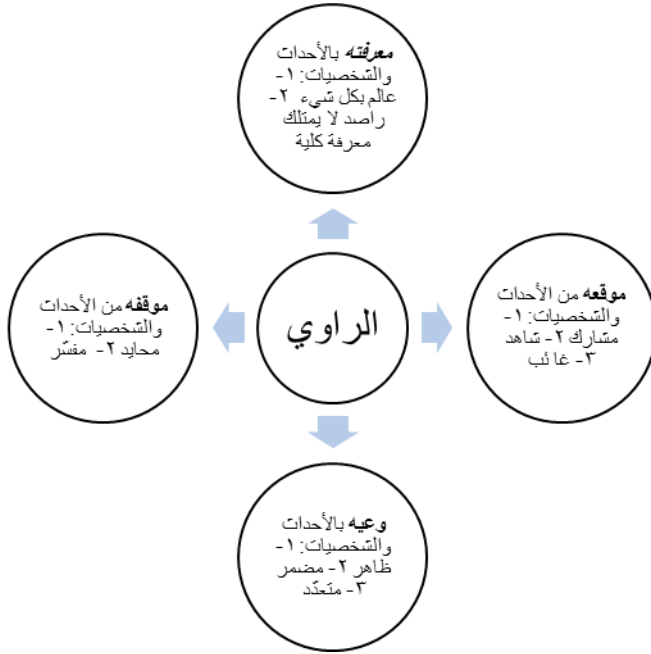 معرفته بالأحداث
والشخصيات: ١-
عالم بكل شيء ٢-
راصد لا يمتلك
معرفة كلية
موقعه من الأحداث
والشخصيات: ١-
مشارك ٢- شاهد
٣- غائب
الراوي
موقفه من الأحداث
والشخصيات: ١-
محايد ٢- مفسّر
وعيه بالأحداث
والشخصيات: ١-
ظاهر ٢- مضمر
٣- متعدّد